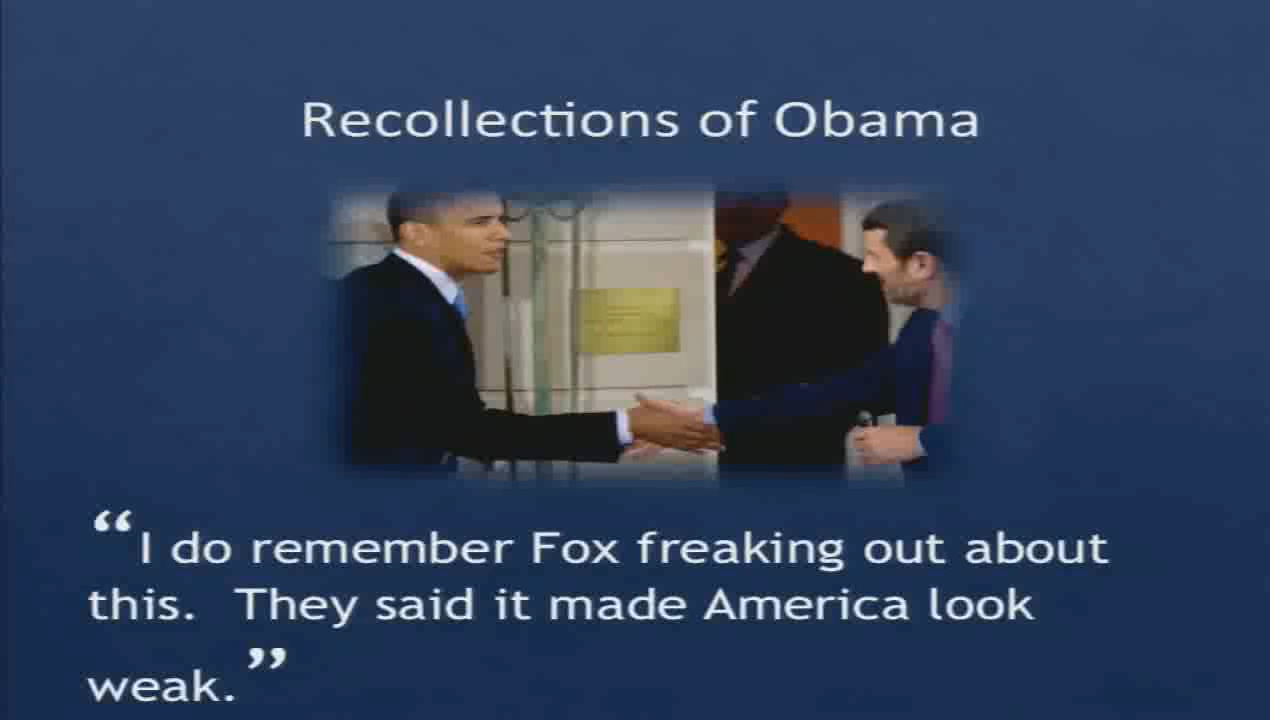 Recollections of Obama
“I do remember Fox freaking out about
this.  They said it made America look
weak.”